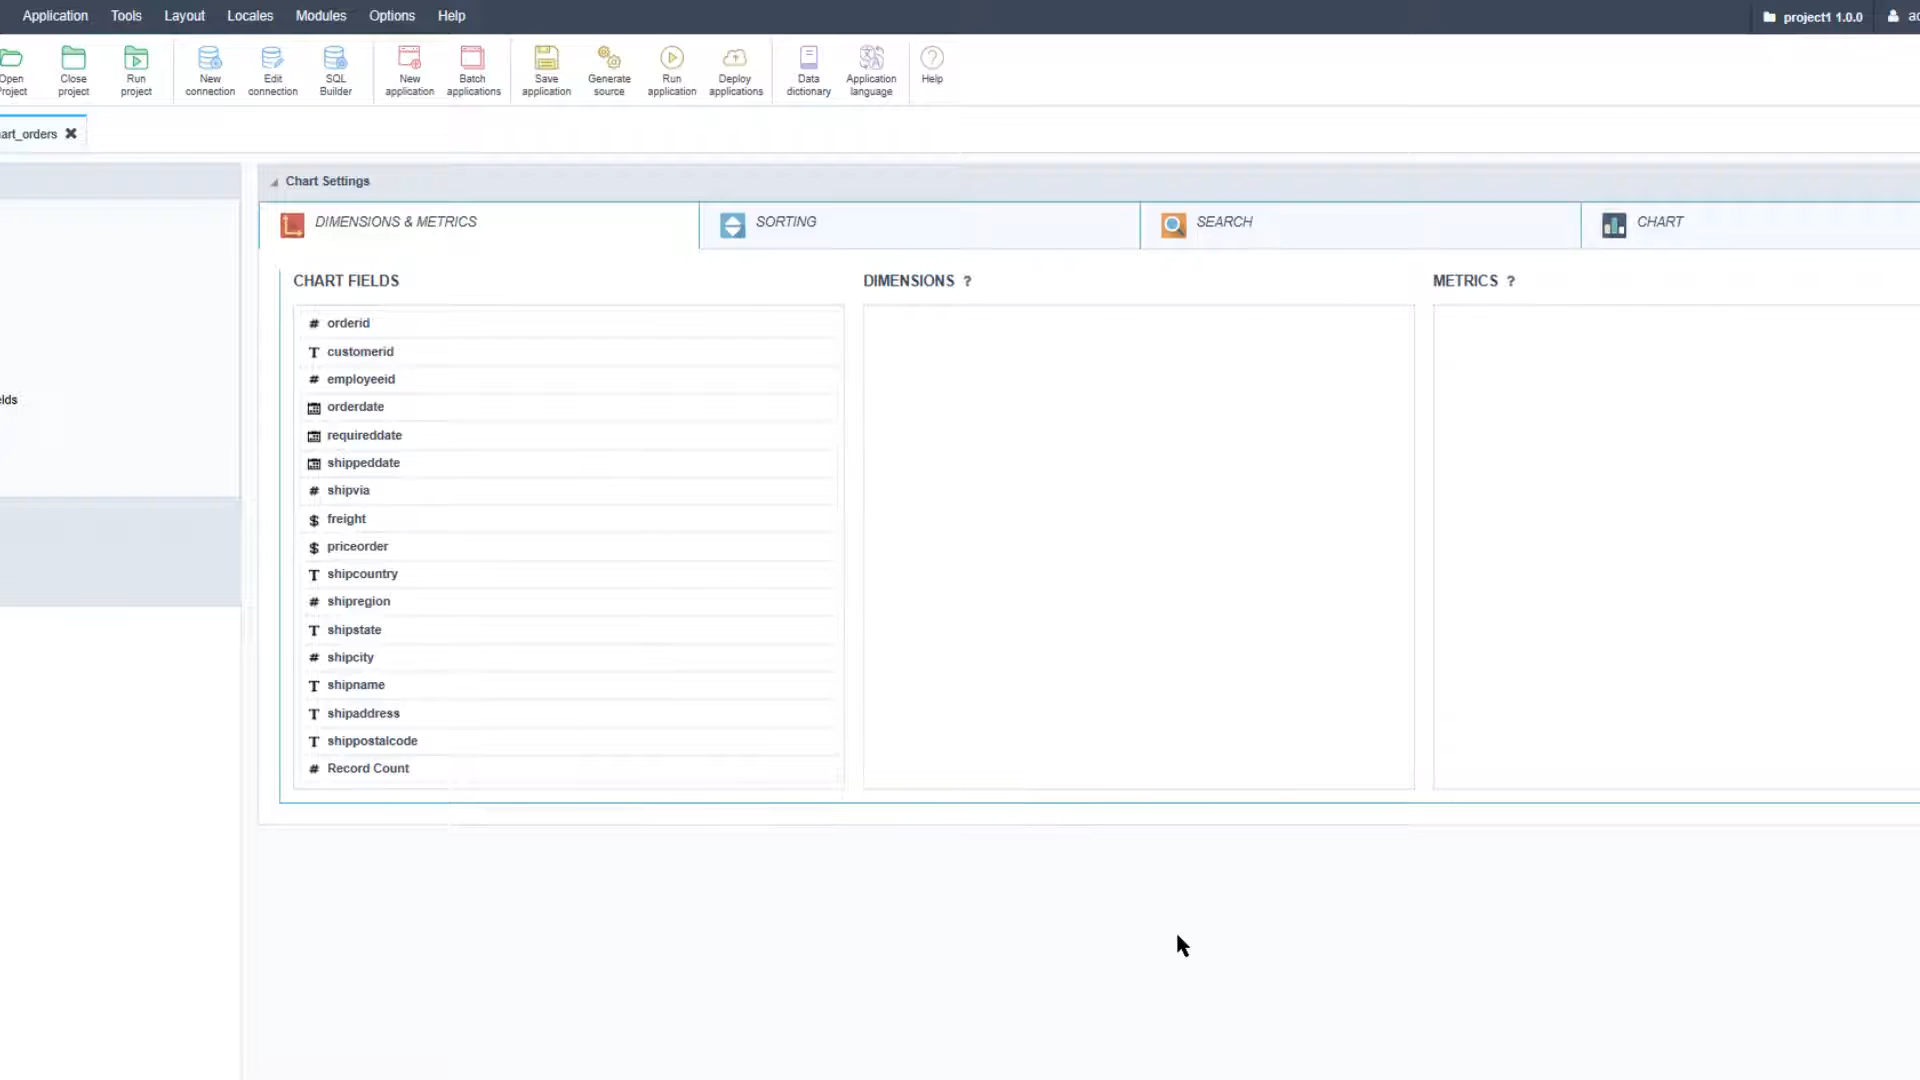 Application Tools Layout Locales Modules Options Help
project1 1.0.0
Open Project
Close project
Run project
New connection
Edit connection
SQL Builder
New application
Batch applications
Save application
Generate source
Run application
Deploy applications
Data dictionary
Application language
Help
art_orders
Chart Settings
DIMENSIONS & METRICS
SORTING
SEARCH
CHART
CHART FIELDS
DIMENSIONS ?
METRICS ?
# orderid
T customerid
# employeeid
orderdate
requireddate
shippeddate
# shipvia
$ freight
$ priceorder
T shipcountry
# shipregion
T shipstate
# shipcity
T shipname
T shipaddress
T shippostalcode
# Record Count
elds